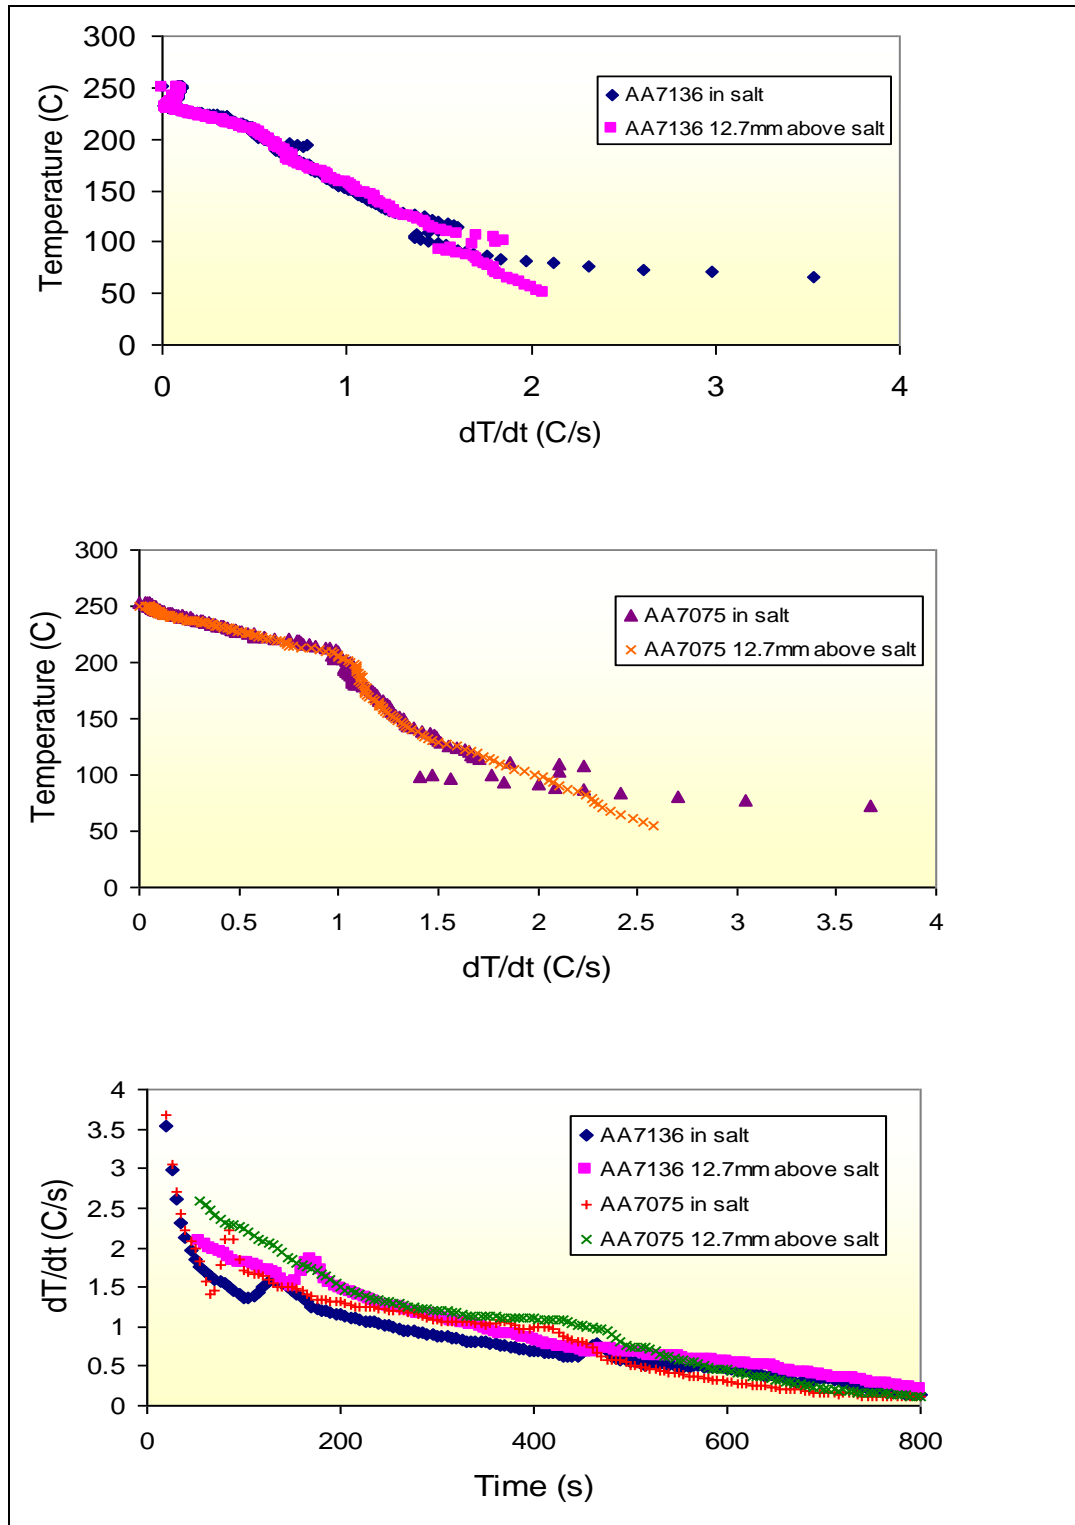 300
250
200
150
100
50
0
Temperature (C)
AA7136 in salt
AA7136 12.7mm above salt
0 1 2 3 4
dT/dt (C/s)
300
250
200
150
100
50
0
Temperature (C)
AA7075 in salt
AA7075 12.7mm above salt
0 0.5 1 1.5 2 2.5 3 3.5 4
dT/dt (C/s)
4
3.5
3
2.5
2
1.5
1
0.5
0
dT/dt (C/s)
AA7136 in salt
AA7136 12.7mm above salt
AA7075 in salt
AA7075 12.7mm above salt
0 200 400 600 800
Time (s)